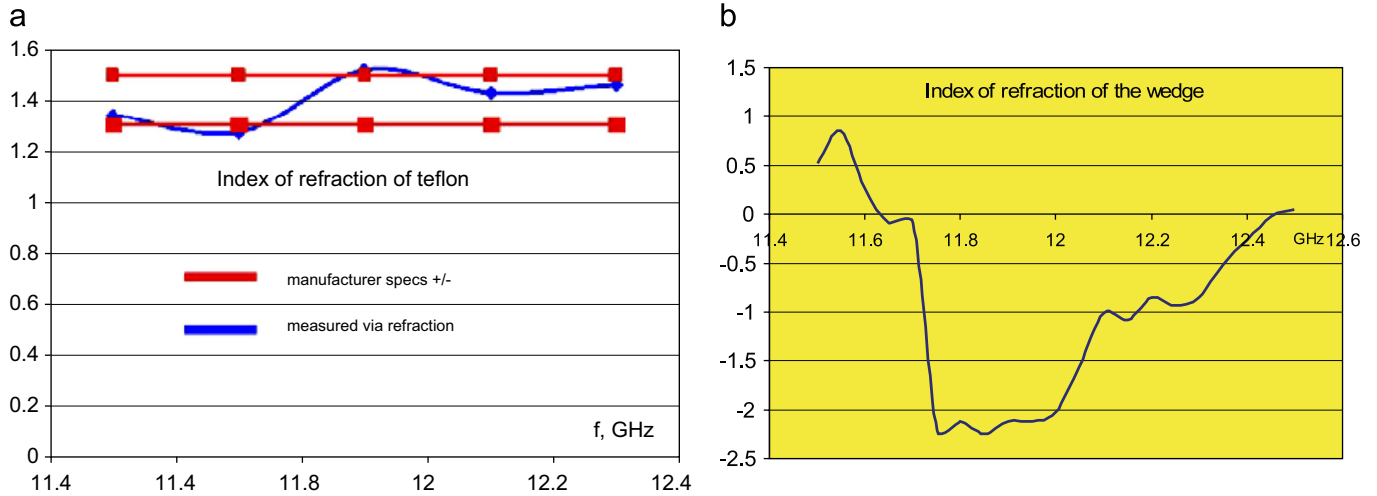 a
1.6
1.4
1.2
1
0.8
0.6
0.4
0.2
0
Index of refraction of teflon
manufacturer specs +/-
measured via refraction
f, GHz
11.4 11.4 11.8 12 12.2 12.4
b
1.5
1
0.5
0
-0.5
-1
-1.5
-2
-2.5
Index of refraction of the wedge
11.4 11.6 11.8 12 12.2 12.4 GHz 12.6